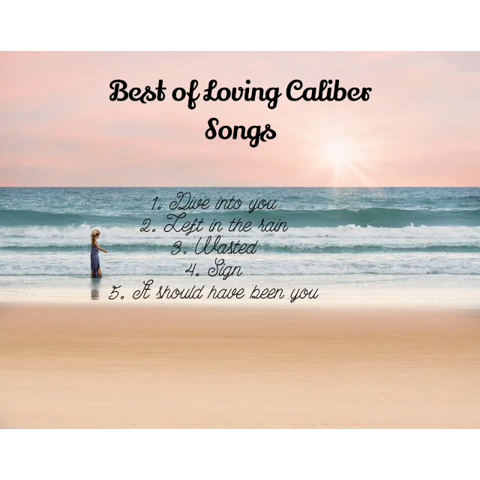 Best of Loving Caliber
Songs
1. Dive into you
2. Left in the rain
3. Wasted
4. Sign
5. It should have been you